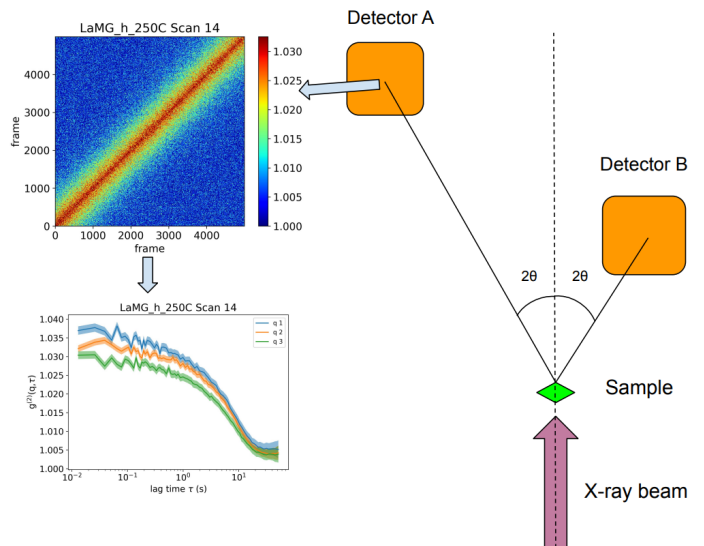 Detector A
LaMG_h_250C Scan 14
frame
4000
3000
2000
1000
0
0 1000 2000 3000 4000
frame
1.030
1.025
1.020
1.015
1.010
1.005
1.000
Detector B
2θ 2θ
LaMG_h_250C Scan 14
q 1
q 2
q 3
g⁽²⁾(q,τ)
1.040
1.035
1.030
1.025
1.020
1.015
1.010
1.005
1.000
10⁻² 10⁻¹ 10⁰ 10¹
lag time τ (s)
Sample
X-ray beam